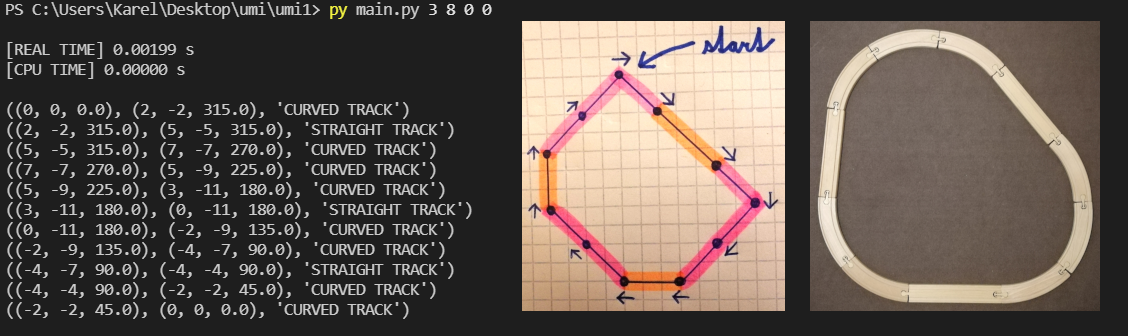 PS C:\Users\Karel\Desktop\umi\umi1> py main.py 3 8 0 0
[REAL TIME] 0.00199 s
[CPU TIME] 0.00000 s
((0, 0, 0.0), (2, -2, 315.0), 'CURVED TRACK')
((2, -2, 315.0), (5, -5, 315.0), 'STRAIGHT TRACK')
((5, -5, 315.0), (7, -7, 270.0), 'CURVED TRACK')
((7, -7, 270.0), (5, -9, 225.0), 'CURVED TRACK')
((5, -9, 225.0), (3, -11, 180.0), 'CURVED TRACK')
((3, -11, 180.0), (0, -11, 180.0), 'STRAIGHT TRACK')
((0, -11, 180.0), (-2, -9, 135.0), 'CURVED TRACK')
((-2, -9, 135.0), (-4, -7, 90.0), 'CURVED TRACK')
((-4, -7, 90.0), (-4, -4, 90.0), 'STRAIGHT TRACK')
((-4, -4, 90.0), (-2, -2, 45.0), 'CURVED TRACK')
((-2, -2, 45.0), (0, 0, 0.0), 'CURVED TRACK')
start